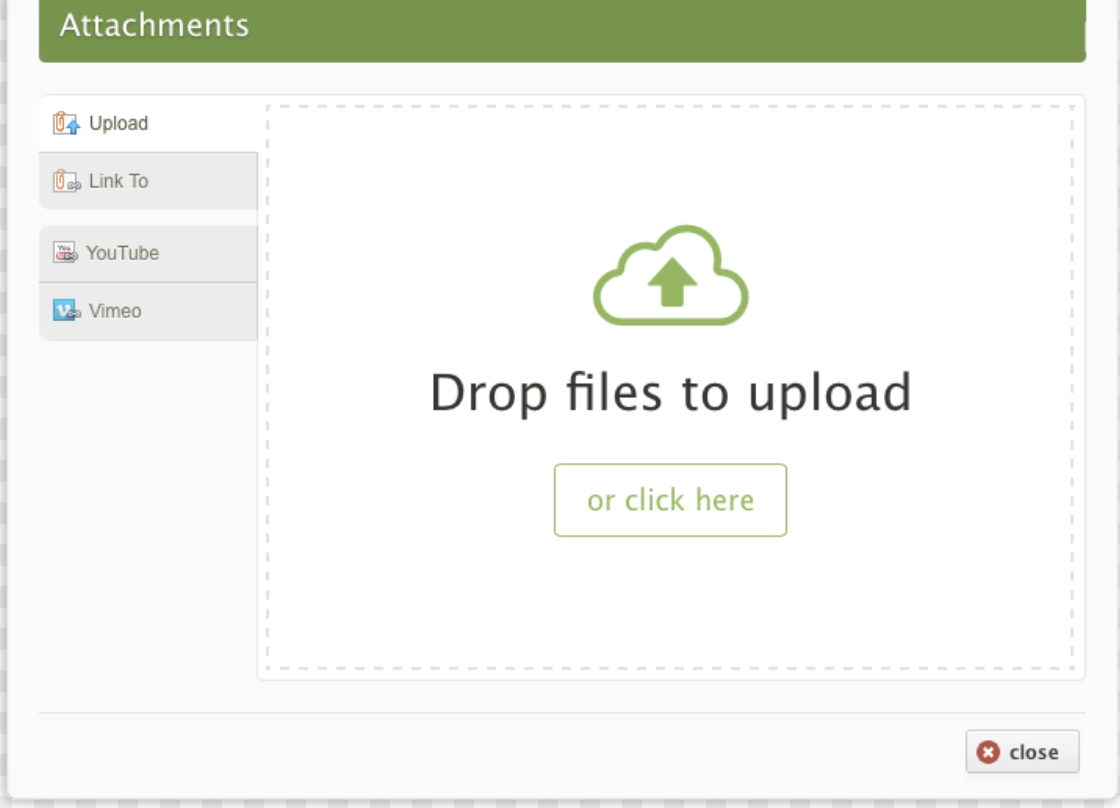 Attachments
Upload
Link To
YouTube
Vimeo
Drop files to upload
or click here
close